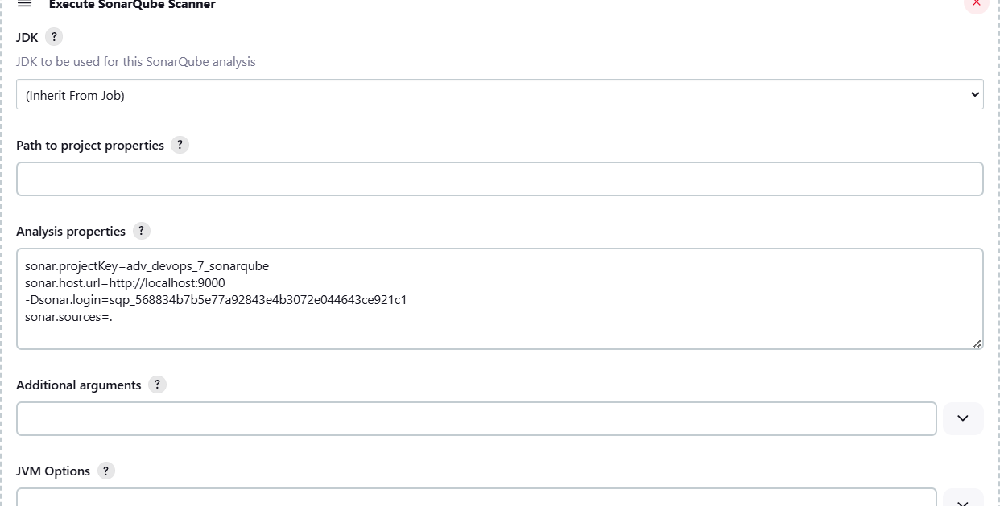 Execute SonarQube Scanner
JDK ?
JDK to be used for this SonarQube analysis
(Inherit From Job)
Path to project properties ?
Analysis properties ?
sonar.projectKey=adv_devops_7_sonarqube
sonar.host.url=http://localhost:9000
-Dsonar.login=sqp_568834b7b5e77a92843e4b3072e044643ce921c1
sonar.sources=.
Additional arguments ?
JVM Options ?